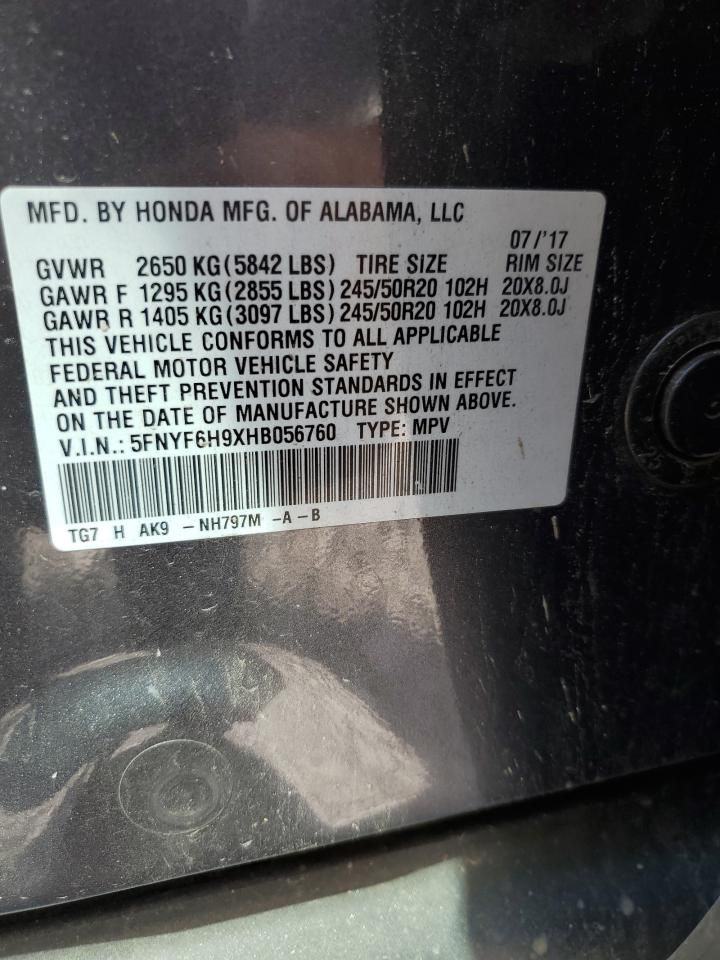 MFD. BY HONDA MFG. OF ALABAMA, LLC
07/'17
GVWR 2650 KG(5842 LBS) TIRE SIZE RIM SIZE
GAWR F 1295 KG(2855 LBS)245/50R20 102H 20X8.0J
GAWR R 1405 KG(3097 LBS)245/50R20 102H 20X8.0J
THIS VEHICLE CONFORMS TO ALL APPLICABLE
FEDERAL MOTOR VEHICLE SAFETY
AND THEFT PREVENTION STANDARDS IN EFFECT
ON THE DATE OF MANUFACTURE SHOWN ABOVE.
V.I.N.: 5FNYF6H9XHB056760 TYPE: MPV
TG7 H AK9 -NH797M -A-B